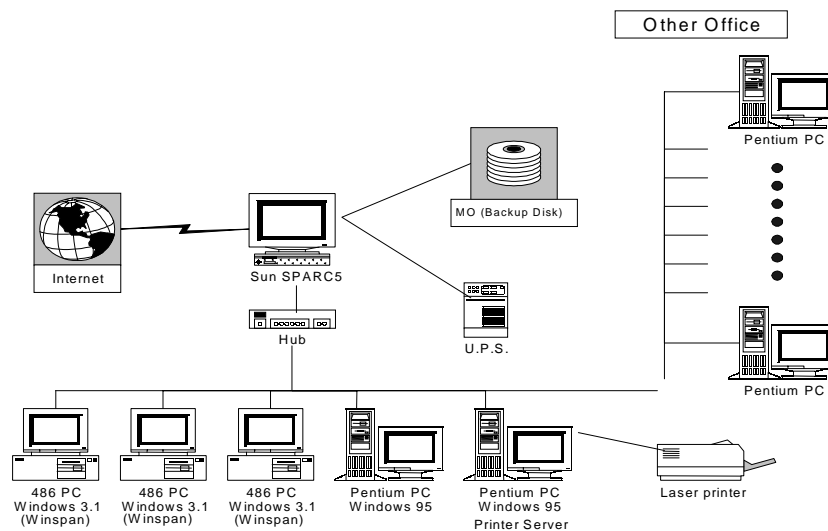 Other Office
Pentium PC
MO (Backup Disk)
Internet
Sun SPARC5
Hub
U.P.S.
Pentium PC
486 PC
Windows 3.1
(Winspan)
486 PC
Windows 3.1
(Winspan)
486 PC
Windows 3.1
(Winspan)
Pentium PC
Windows 95
Pentium PC
Windows 95
Printer Server
Laser printer